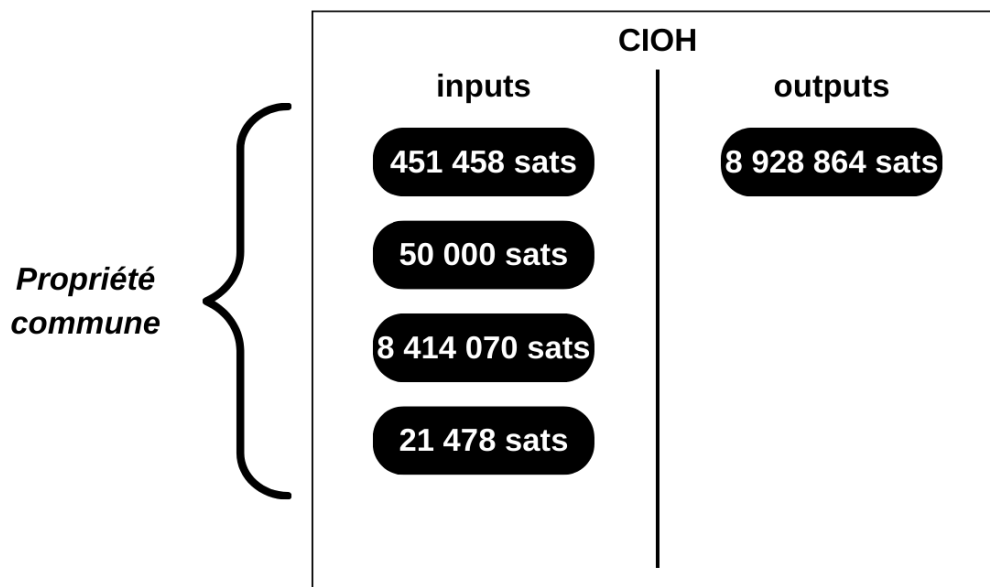 CIOH
inputs
outputs
451 458 sats
8 928 864 sats
50 000 sats
Propriété
commune
8 414 070 sats
21 478 sats